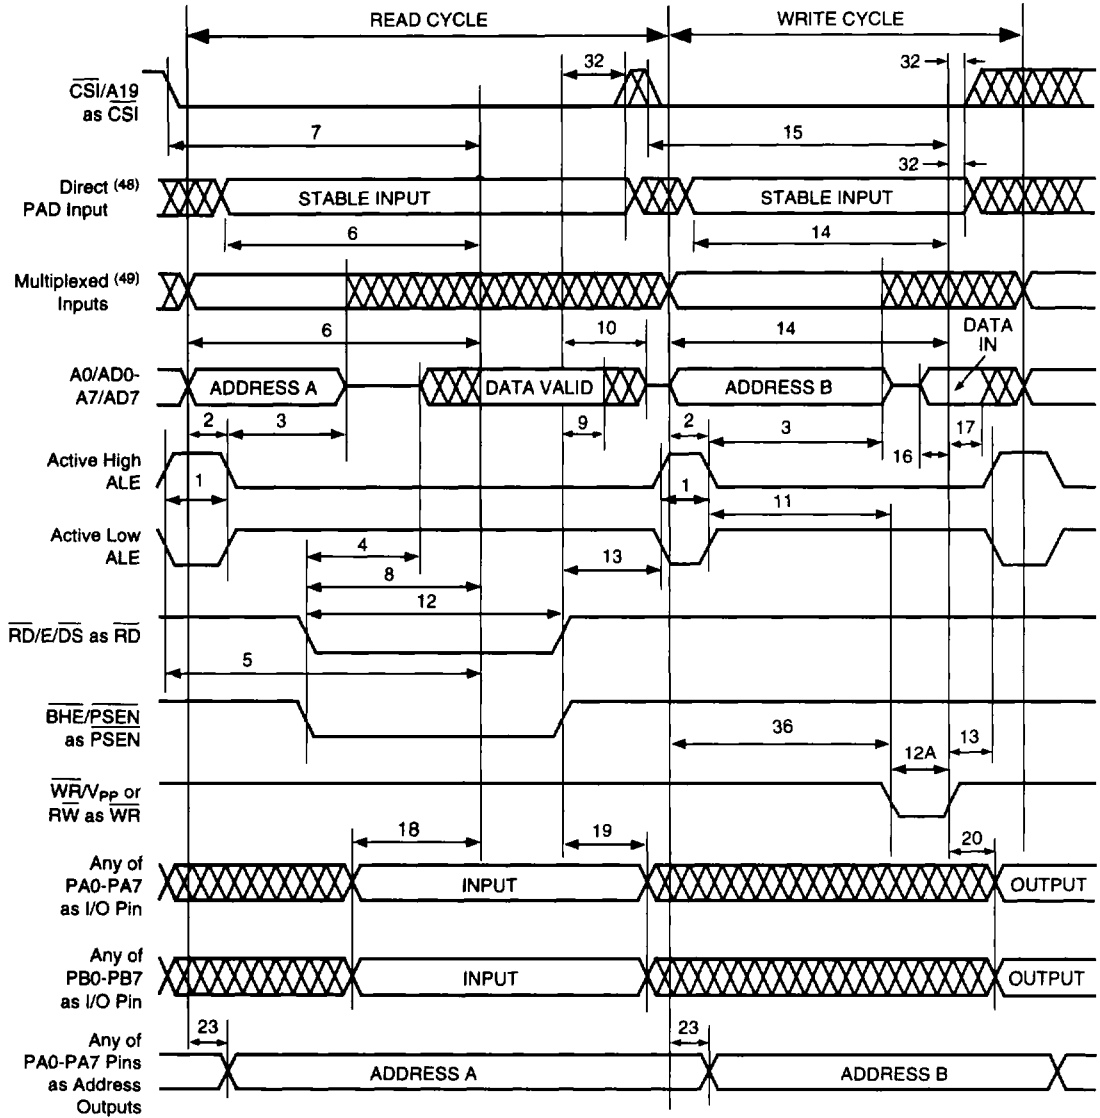 READ CYCLE
WRITE CYCLE
32
32
CSI/A19
as CSI
7
15
32
Direct (48)
PAD Input
STABLE INPUT
STABLE INPUT
6
14
Multiplexed (49)
Inputs
6
10
14
DATA
IN
A0/AD0-
A7/AD7
ADDRESS A
DATA VALID
ADDRESS B
2
3
9
2
3
16
17
Active High
ALE
1
1
11
Active Low
ALE
4
13
8
12
RD/E/DS as RD
5
BHE/PSEN
as PSEN
36
12A
13
WR/VPP or
RW as WR
18
19
20
Any of
PA0-PA7
as I/O Pin
INPUT
OUTPUT
Any of
PB0-PB7
as I/O Pin
INPUT
OUTPUT
23
23
Any of
PA0-PA7 Pins
as Address
Outputs
ADDRESS A
ADDRESS B